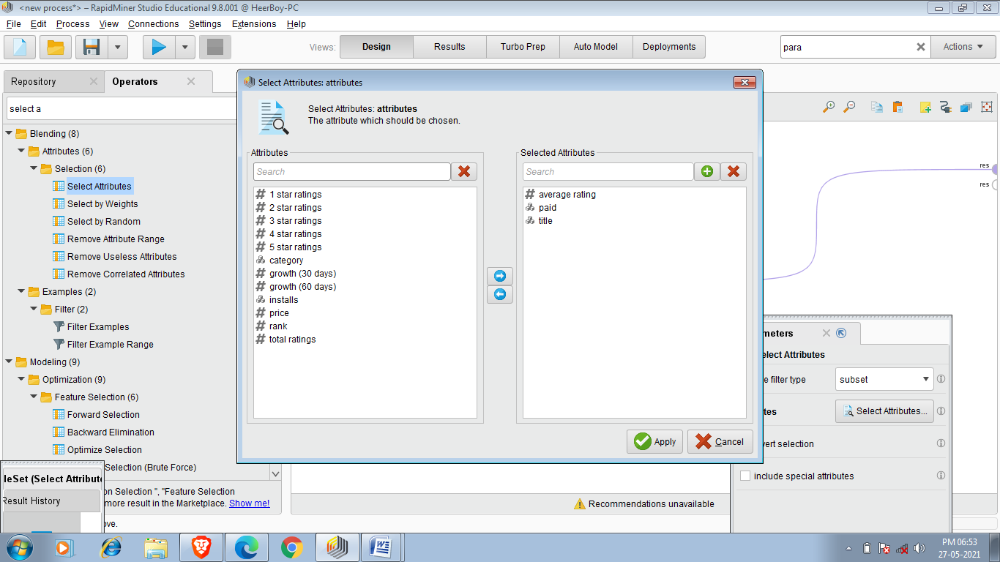 <new process*> – RapidMiner Studio Educational 9.8.001 @ HeerBoy-PC
File Edit Process View Connections Settings Extensions Help
Views: Design Results Turbo Prep Auto Model Deployments
para
Actions
Repository
Operators
select a
Blending (8)
Attributes (6)
Selection (6)
Select Attributes
Select by Weights
Select by Random
Remove Attribute Range
Remove Useless Attributes
Remove Correlated Attributes
Examples (2)
Filter (2)
Filter Examples
Filter Example Range
Modeling (9)
Optimization (9)
Feature Selection (6)
Forward Selection
Backward Elimination
Optimize Selection
Selection (Brute Force)
on Selection ", "Feature Selection
more result in the Marketplace. Show me!
ove.
leSet (Select Attribute
Result History
Select Attributes: attributes
Select Attributes: attributes
The attribute which should be chosen.
Attributes
Search
1 star ratings
2 star ratings
3 star ratings
4 star ratings
5 star ratings
category
growth (30 days)
growth (60 days)
installs
price
rank
total ratings
Selected Attributes
Search
average rating
paid
title
Apply
Cancel
res
res
meters
elect Attributes
e filter type
subset
tes
Select Attributes...
vert selection
include special attributes
Recommendations unavailable
PM 06:53
27-05-2021